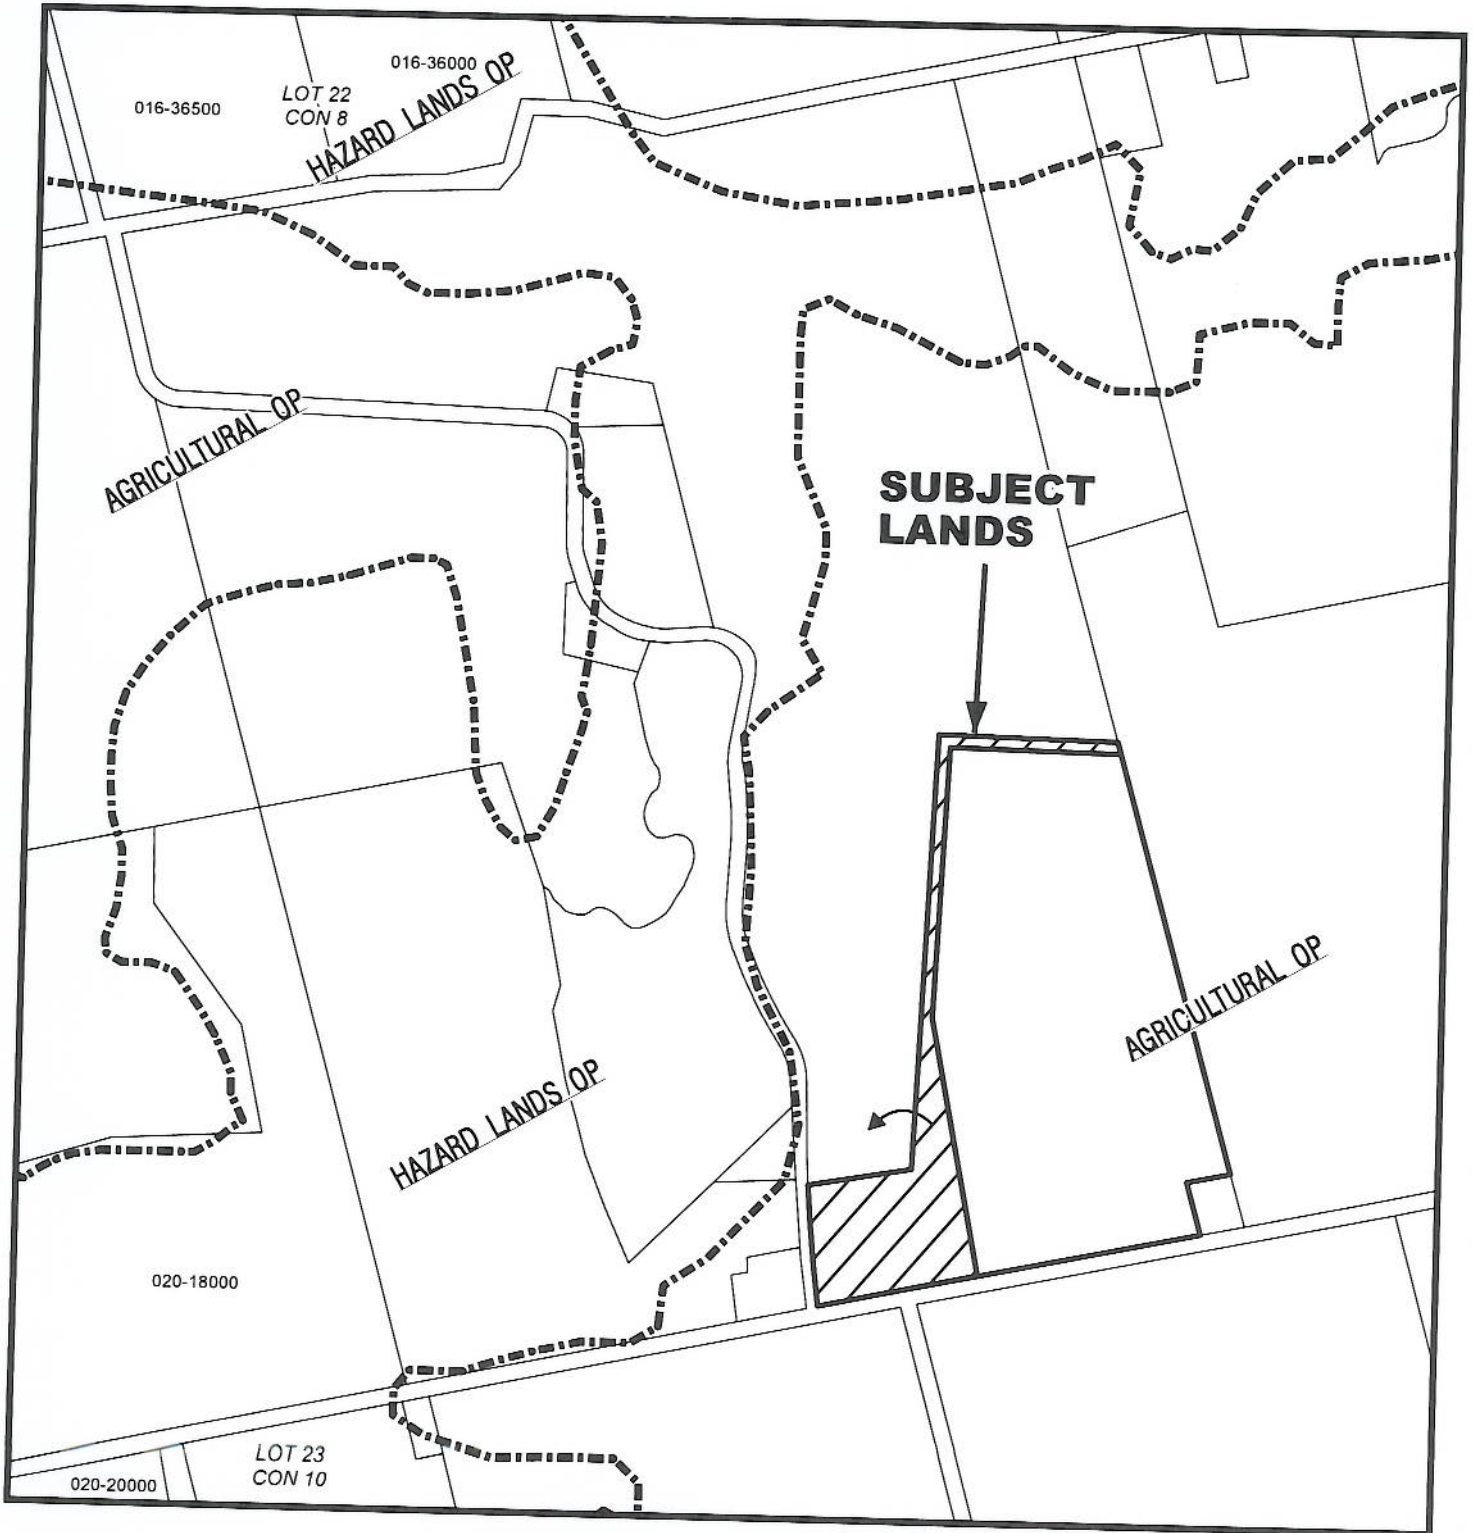 016-36000
HAZARD LANDS OP
LOT 22
CON 8
016-36500
AGRICULTURAL OP
SUBJECT
LANDS
AGRICULTURAL OP
HAZARD LANDS OP
020-18000
LOT 23
CON 10
020-20000